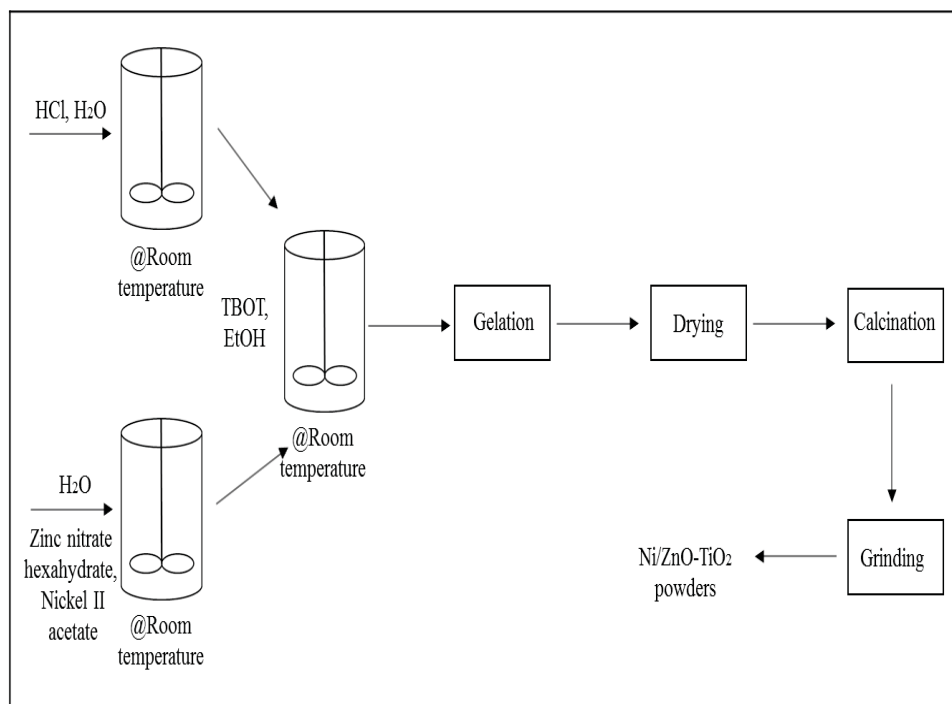 HCl, H₂O
@Room
temperature
TBOT,
EtOH
@Room
temperature
H₂O
Zinc nitrate
hexahydrate,
Nickel II
acetate
@Room
temperature
Gelation
Drying
Calcination
Grinding
Ni/ZnO-TiO₂
powders